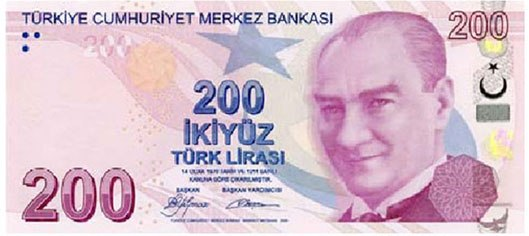 TÜRKİYE CUMHURİYET MERKEZ BANKASI
200
200
İKİYÜZ
TÜRK LİRASI
14 OCAK 1970 TARİH VE 1211 SAYILI
KANUNA GÖRE ÇIKARILMIŞTIR.
BAŞKAN BAŞKAN YARDIMCISI
200